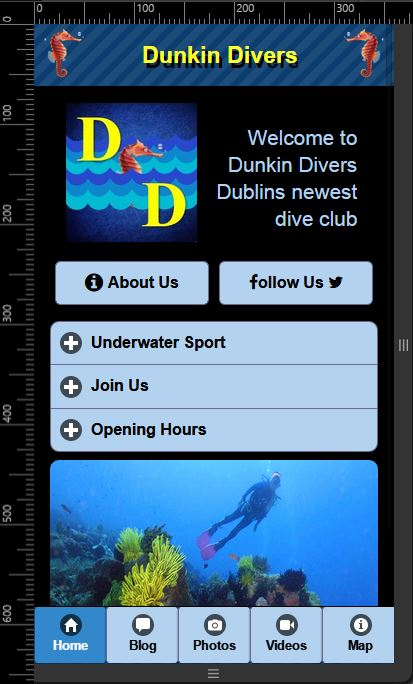 0 100 200 300
0
100
200
300
400
500
600
Dunkin Divers
D
D
Welcome to
Dunkin Divers
Dublins newest
dive club
About Us
follow Us
Underwater Sport
Join Us
Opening Hours
Home Blog Photos Videos Map